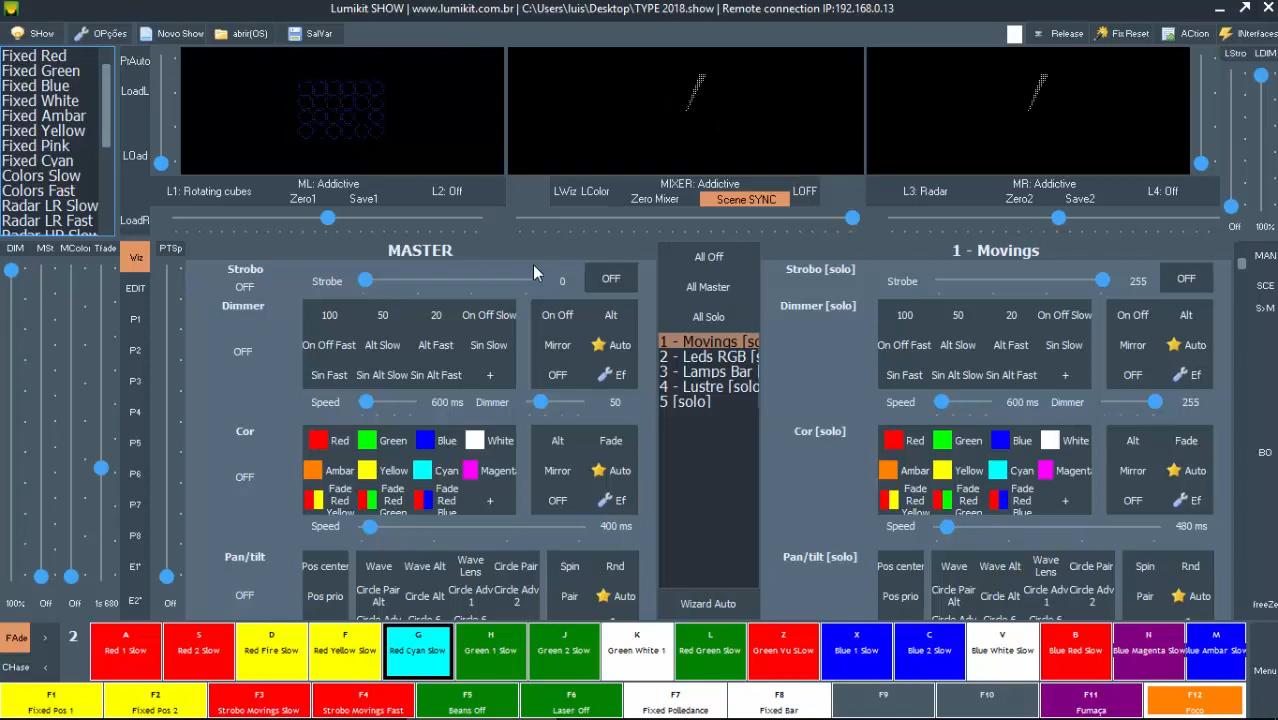 Lumikit SHOW | www.lumikit.com.br | C:\Users\luis\Desktop\TYPE 2018.show | Remote connection IP:192.168.0.13
SHow OPções Novo Show abrir(OS) SalVar Release FixReset ACtion INterfaces
Fixed Red
Fixed Green
Fixed Blue
Fixed White
Fixed Ambar
Fixed Yellow
Fixed Pink
Fixed Cyan
Colors Slow
Colors Fast
Radar LR Slow
Radar LR Fast
PrAuto
LoadL
LOad
LoadR
LStro LDIM
Off 100%
L1: Rotating cubes ML: Addictive L2: Off
Zero1 Save1
LWiz LColor MIXER: Addictive LOFF
Zero Mixer Scene SYNC
L3: Radar MR: Addictive L4: Off
Zero2 Save2
DIM MSt MColor Tfade
100% Off Off 1s 680
Wiz
EDIT
P1
P2
P3
P4
P5
P6
P7
P8
E1*
E2*
PTSp
Off
MASTER
Strobo
OFF
Strobe 0 OFF
Dimmer
OFF
100 50 20 On Off Slow On Off Alt
On Off Fast Alt Slow Alt Fast Sin Slow Mirror Auto
Sin Fast Sin Alt Slow Sin Alt Fast + OFF Ef
Speed 600 ms Dimmer 50
Cor
OFF
Red Green Blue White Alt Fade
Ambar Yellow Cyan Magent Mirror Auto
Fade Red Yellow Fade Red Green Fade Red Blue + OFF Ef
Speed 400 ms
Pan/tilt
OFF
Pos center Wave Wave Alt Wave Lens Circle Pair Spin Rnd
Pos prio Circle Pair Alt Circle Adv Circle Adv 1 Circle Adv 2 Pair Auto
All Off
All Master
All Solo
1 - Movings [so
2 - Leds RGB [s
3 - Lamps Bar [
4 - Lustre [solo
5 [solo]
Wizard Auto
1 - Movings
Strobo [solo]
Strobe 255 OFF
Dimmer [solo]
100 50 20 On Off Slow On Off Alt
On Off Fast Alt Slow Alt Fast Sin Slow Mirror Auto
Sin Fast Sin Alt Slow Sin Alt Fast + OFF Ef
Speed 600 ms Dimmer 255
Cor [solo]
Red Green Blue White Alt Fade
Ambar Yellow Cyan Magent Mirror Auto
Fade Red Yellow Fade Red Green Fade Red Blue + OFF Ef
Speed 480 ms
Pan/tilt [solo]
Pos center Wave Wave Alt Wave Lens Circle Pair Spin Rnd
Pos prio Circle Pair Alt Circle Adv Circle Adv 1 Circle Adv 2 Pair Auto
MAN
SCE
S>M
BO
freeZe
Menu
FAde > 2
CHase <
A S D F G H J K L Z X C V B N M
Red 1 Slow Red 2 Slow Red Fire Slow Red Yellow Slow Red Cyan Slow Green 1 Slow Green 2 Slow Green White 1 Red Green Slow Green Vu SLow Blue 1 Slow Blue 2 Slow Blue White Slow Blue Red Slow Blue Magenta Slow Blue Ambar Slow
F1 F2 F3 F4 F5 F6 F7 F8 F9 F10 F11 F12
Fixed Pos 1 Fixed Pos 2 Strobo Movings Slow Strobo Movings Fast Beans Off Laser Off Fixed Polledance Fixed Bar Fumaça Foco